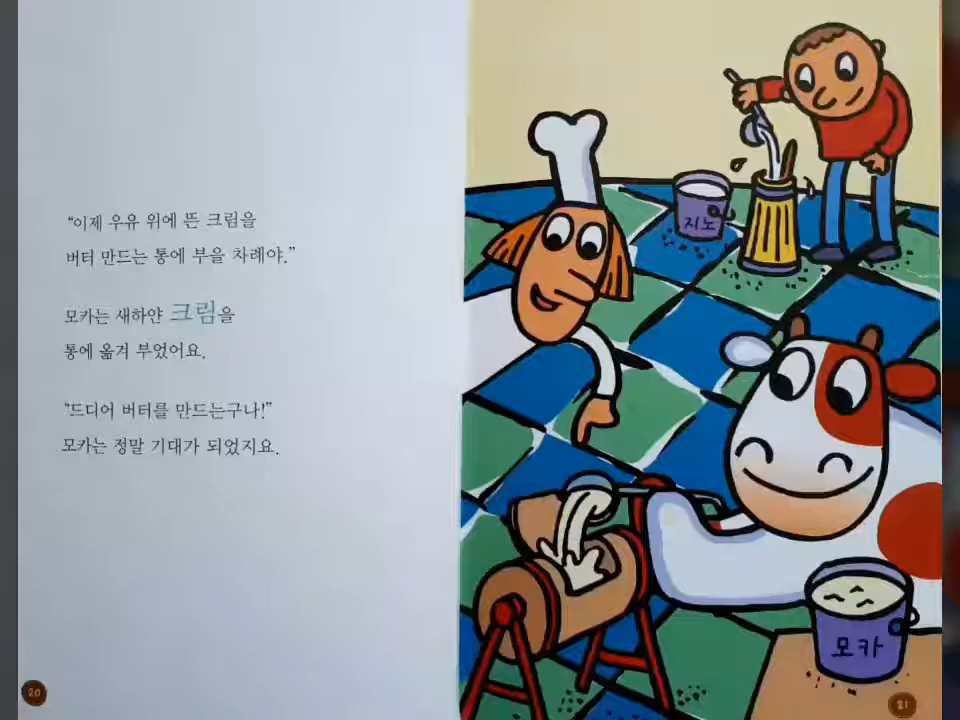 “이제 우유 위에 뜬 크림을
버터 만드는 통에 부을 차례야.”
모카는 새하얀 크림을
통에 옮겨 부었어요.
“드디어 버터를 만드는구나!”
모카는 정말 기대가 되었지요.
20
지노
모카
21